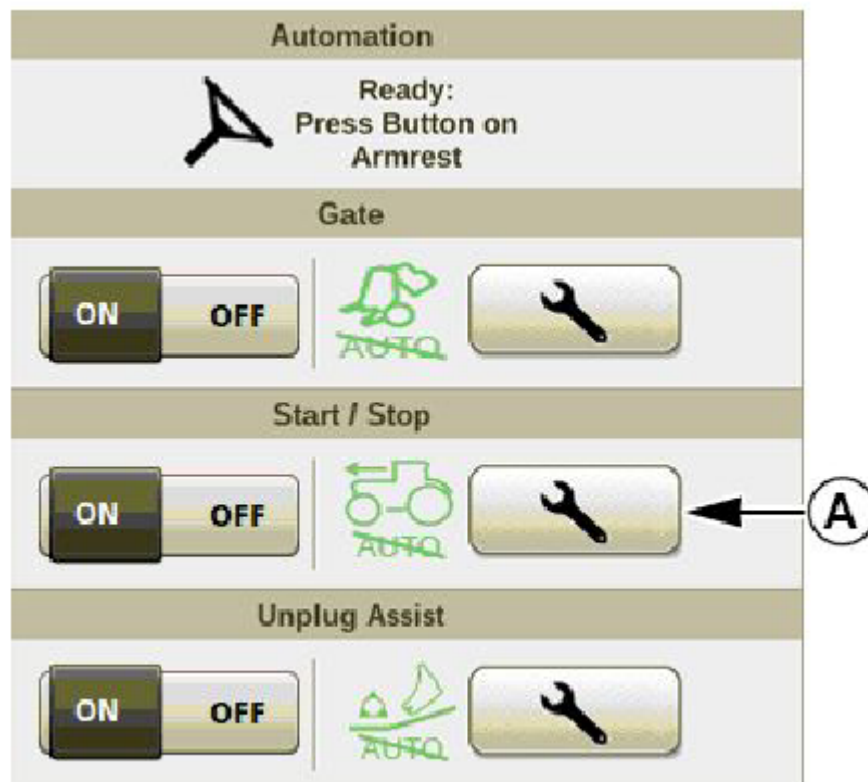 Automation
Ready:
Press Button on
Armrest
Gate
ON OFF
AUTO
Start / Stop
ON OFF
AUTO
A
Unplug Assist
ON OFF
AUTO